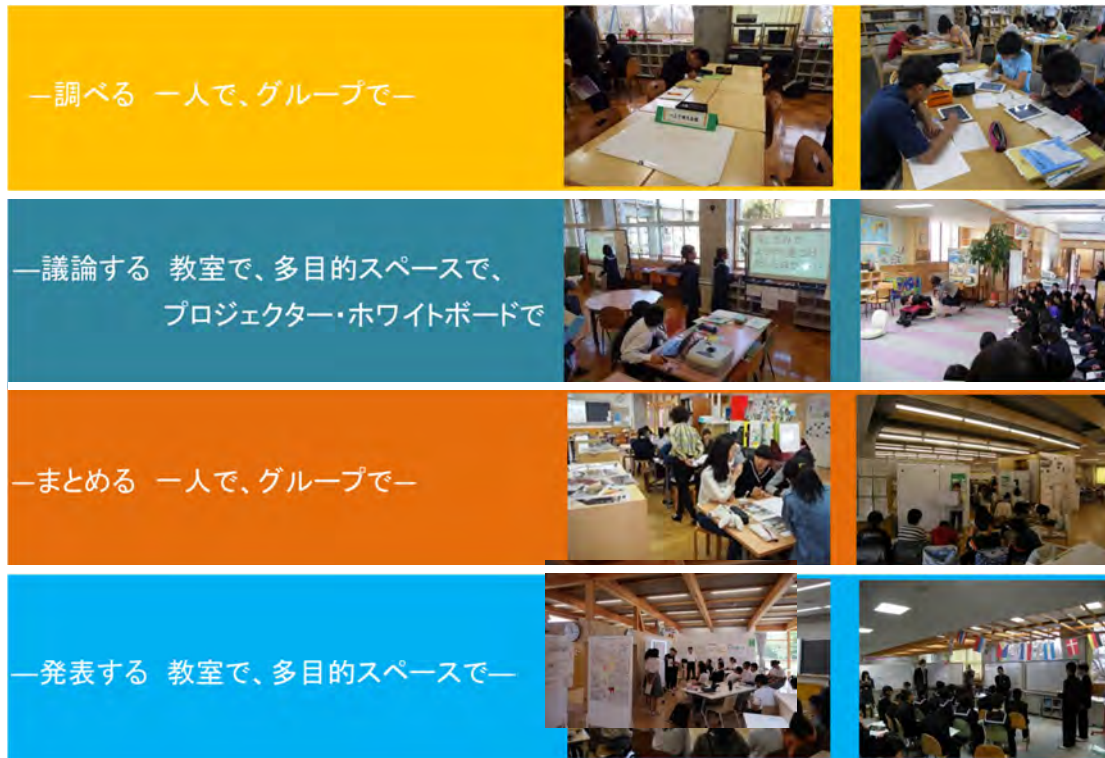 ―調べる 一人で、グループで―
―議論する 教室で、多目的スペースで、
プロジェクター・ホワイトボードで
―まとめる 一人で、グループで―
―発表する 教室で、多目的スペースで―